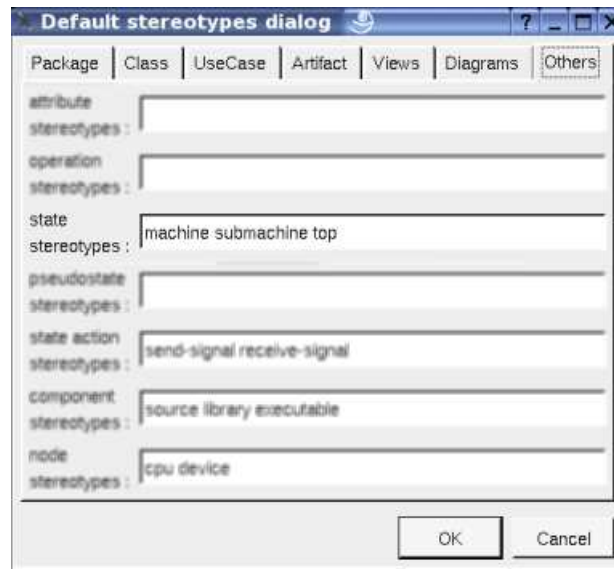 Default stereotypes dialog
Package Class UseCase Artifact Views Diagrams Others
attribute
stereotypes :
operation
stereotypes :
state
stereotypes :
machine submachine top
pseudostate
stereotypes :
state action
stereotypes :
send-signal receive-signal
component
stereotypes :
source library executable
node
stereotypes :
cpu device
OK Cancel